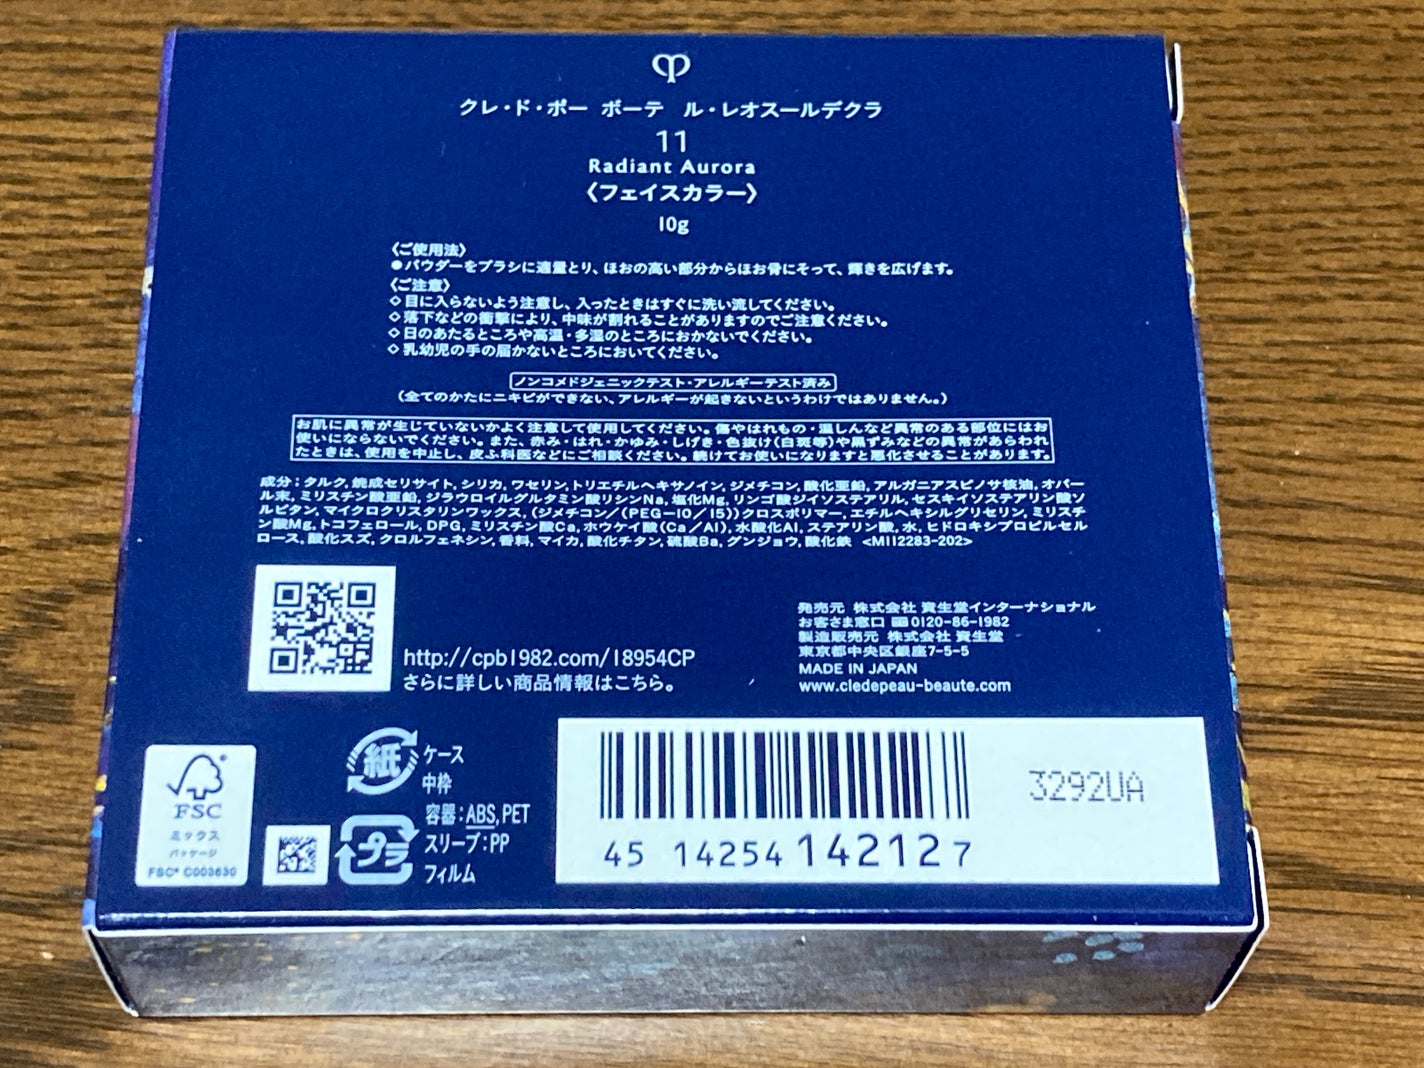 クレ・ド・ポー ボーテ ル・レオスールデクラ
11
Radiant Aurora
〈フェイスカラー〉
10g
〈ご使用法〉
●パウダーをブラシに適量とり、ほおの高い部分からほお骨にそって、輝きを広げます。
〈ご注意〉
◇目に入らないよう注意し、入ったときはすぐに洗い流してください。
◇落下などの衝撃により、中味が割れることがありますのでご注意ください。
◇日のあたるところや高温・多湿のところにおかないでください。
◇乳幼児の手の届かないところにおいてください。
ノンコメドジェニックテスト・アレルギーテスト済み
(全てのかたにニキビができない、アレルギーが起きないというわけではありません。)
お肌に異常が生じていないかよく注意して使用してください。傷やはれもの・湿しんなど異常のある部位にはお
使いにならないでください。また、赤み・はれ・かゆみ・しげき・色抜け(白斑等)や黒ずみなどの異常があらわれ
たときは、使用を中止し、皮ふ科医などにご相談ください。続けてお使いになりますと悪化させることがあります。
成分:タルク, 焼成セリサイト, シリカ, ワセリン, トリエチルヘキサノイン, ジメチコン, 酸化亜鉛, アルガニアスピノサ核油, オパー
ル末, ミリスチン酸亜鉛, ジラウロイルグルタミン酸リシンNa, 塩化Mg, リンゴ酸ジイソステアリル, セスキイソステアリン酸ソ
ルビタン, マイクロクリスタリンワックス, (ジメチコン/(PEG-10/15))クロスポリマー, エチルヘキシルグリセリン, ミリスチ
ン酸Mg, トコフェロール, DPG, ミリスチン酸Ca, ホウケイ酸(Ca/Al), 水酸化Al, ステアリン酸, 水, ヒドロキシプロピルセル
ロース, 酸化スズ, クロルフェネシン, 香料, マイカ, 酸化チタン, 硫酸Ba, グンジョウ, 酸化鉄 <M112283-202>
http://cpb1982.com/18954CP
さらに詳しい商品情報はこちら。
発売元 株式会社 資生堂インターナショナル
お客さま窓口 0120-86-1982
製造販売元 株式会社 資生堂
東京都中央区銀座7-5-5
MADE IN JAPAN
www.cledepeau-beaute.com
FSC
ミックス
パッケージ
FSC® C003630
紙
ケース
中枠
プラ
容器:ABS,PET
スリーブ:PP
フィルム
45 14254 14212 7
3292UA